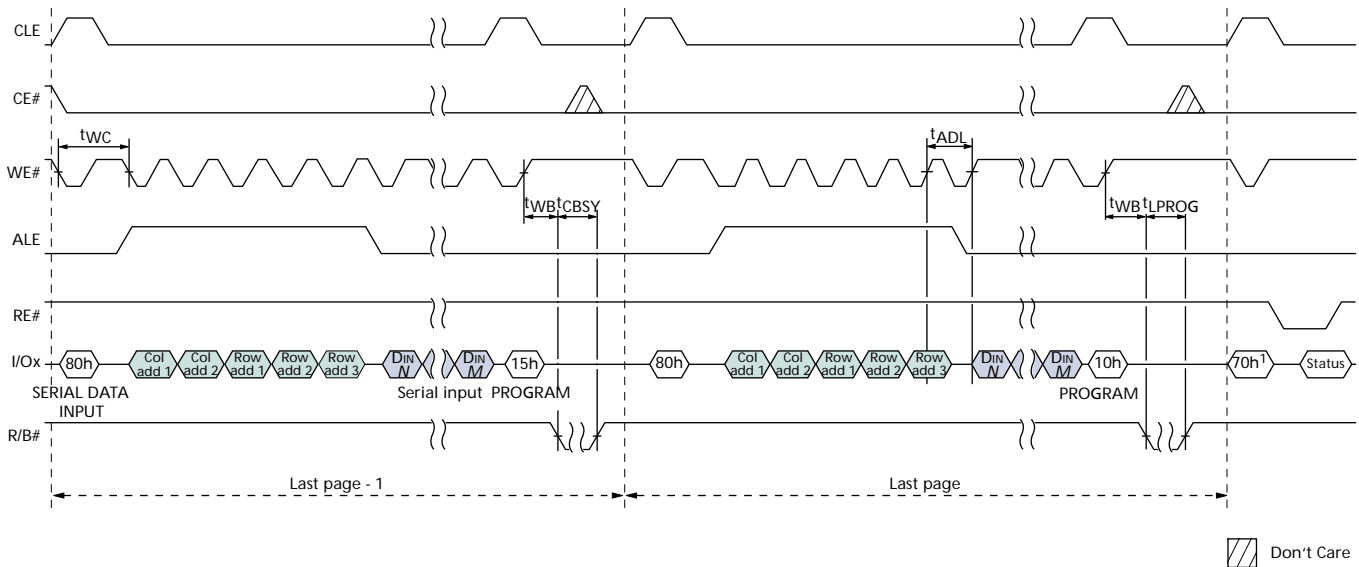 CLE
CE#
tWC
tADL
WE#
tWB tCBSY
tWB tLPROG
ALE
RE#
I/Ox
80h
Col add 1
Col add 2
Row add 1
Row add 2
Row add 3
DIN N
DIN M
15h
80h
Col add 1
Col add 2
Row add 1
Row add 2
Row add 3
DIN N
DIN M
10h
70h1
Status
SERIAL DATA INPUT
Serial input PROGRAM
PROGRAM
R/B#
Last page - 1
Last page
Don't Care